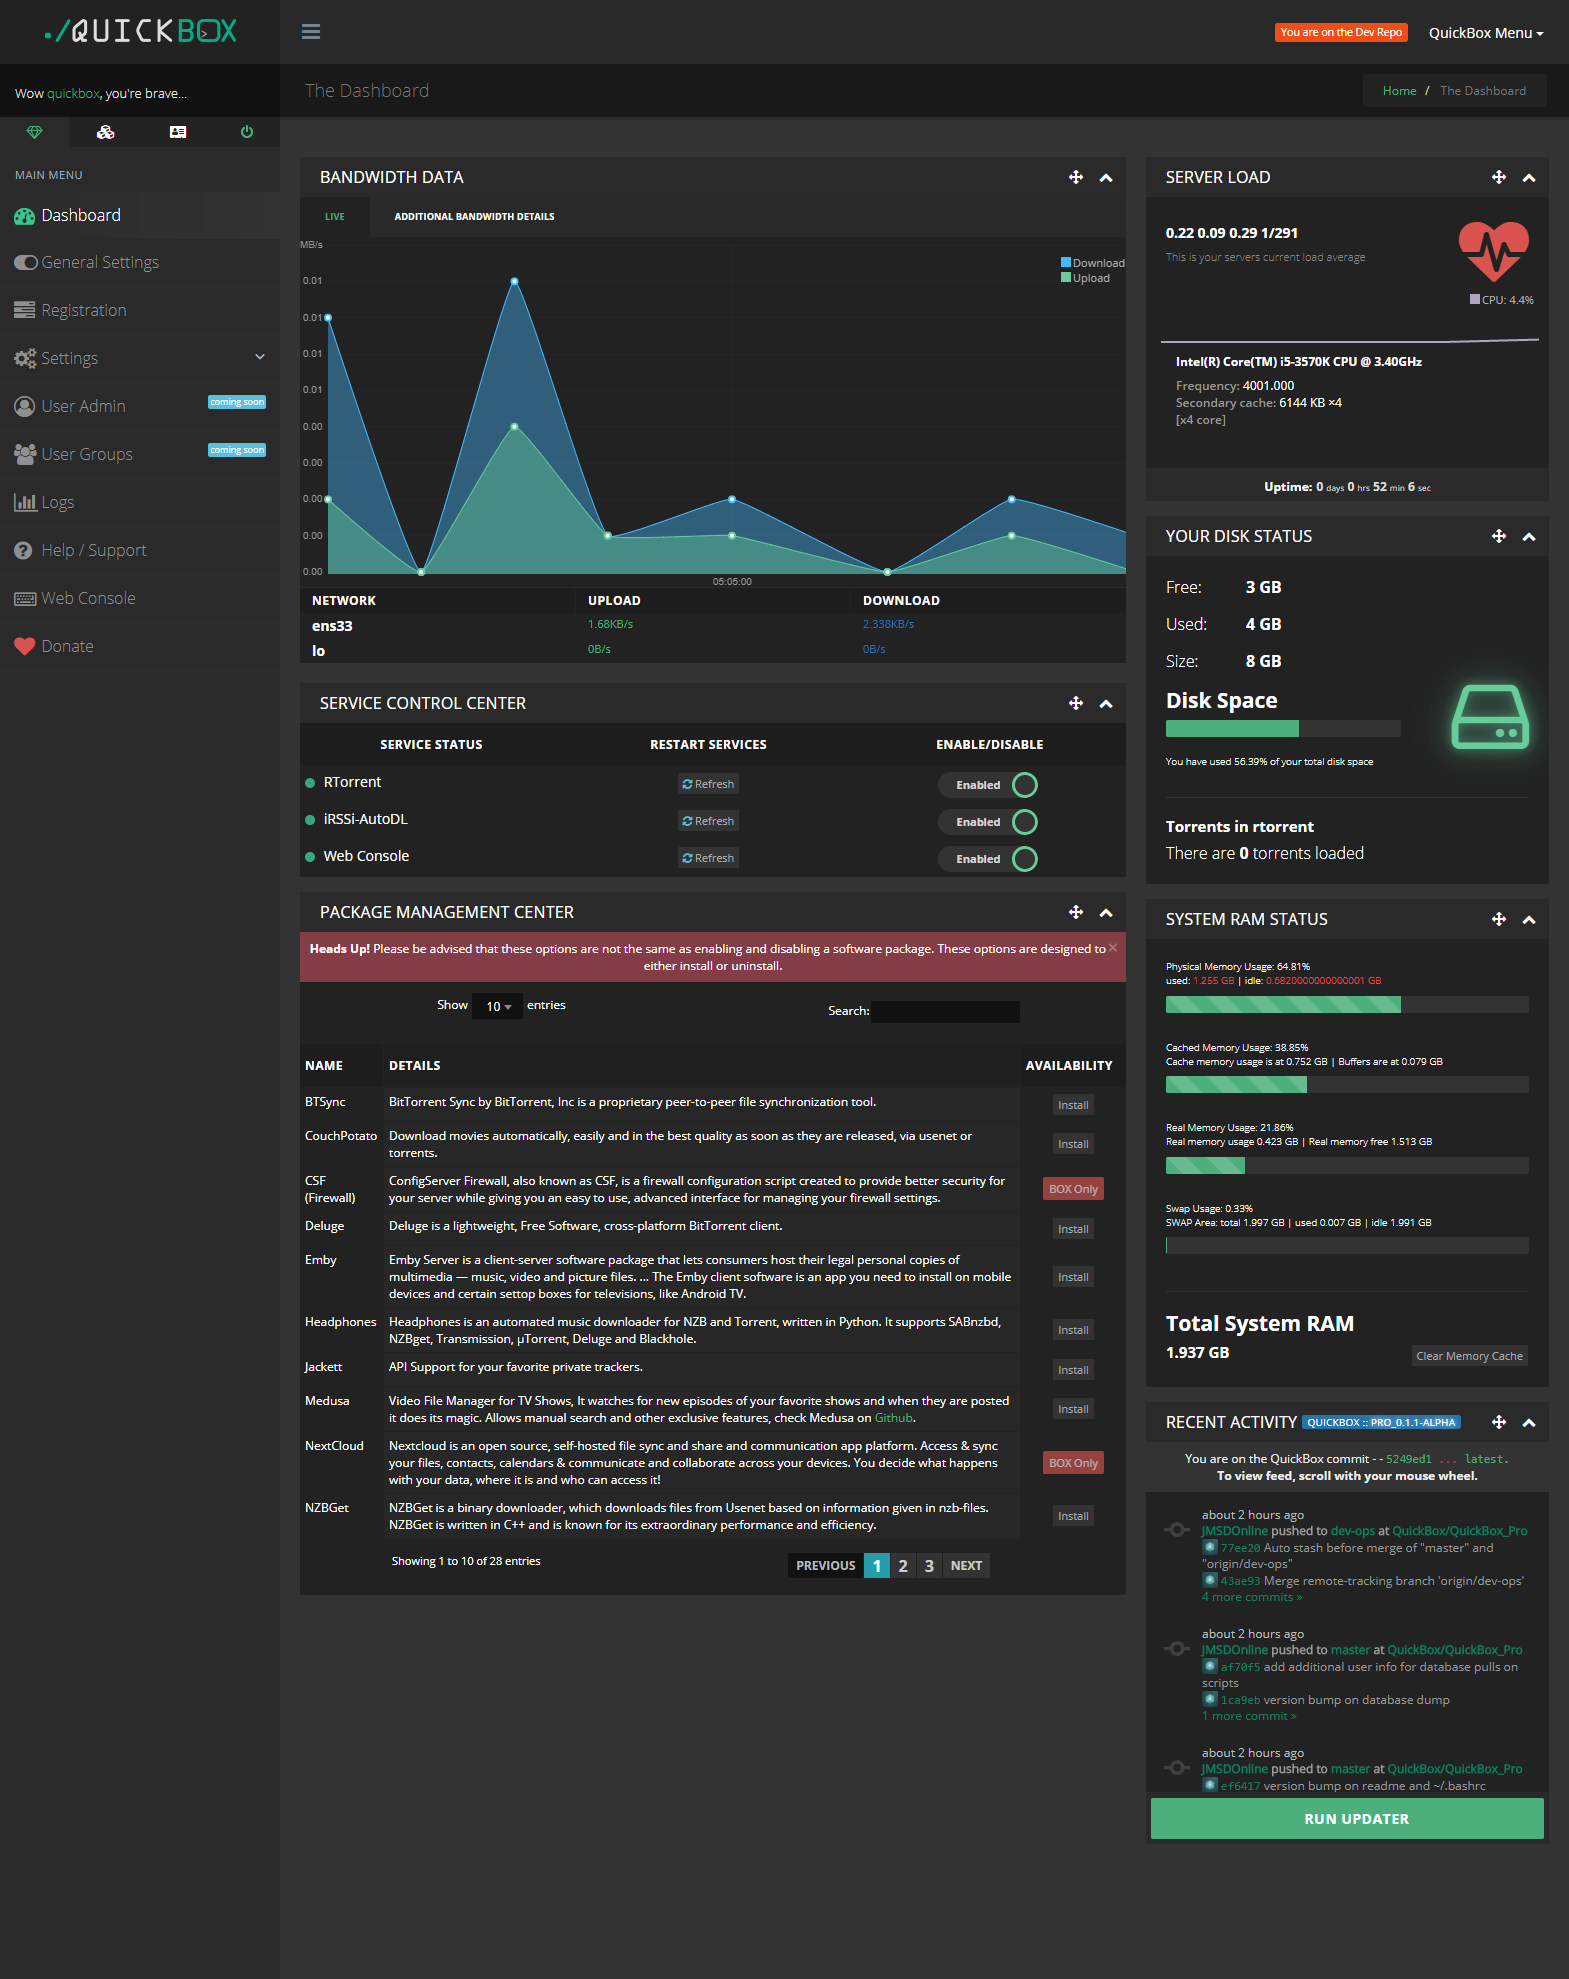 ./QUICKBOX
You are on the Dev Repo
QuickBox Menu
Wow quickbox, you're brave...
The Dashboard
Home / The Dashboard
MAIN MENU
Dashboard
General Settings
Registration
Settings
User Admin
coming soon
User Groups
coming soon
Logs
Help / Support
Web Console
Donate
BANDWIDTH DATA
LIVE
ADDITIONAL BANDWIDTH DETAILS
MB/s
Download
Upload
0.01
0.01
0.01
0.01
0.00
0.00
0.00
0.00
0.00
05:05:00
NETWORK UPLOAD DOWNLOAD
ens33 1.68KB/s 2.338KB/s
lo 0B/s 0B/s
SERVICE CONTROL CENTER
SERVICE STATUS RESTART SERVICES ENABLE/DISABLE
RTorrent Refresh Enabled
iRSSi-AutoDL Refresh Enabled
Web Console Refresh Enabled
PACKAGE MANAGEMENT CENTER
Heads Up! Please be advised that these options are not the same as enabling and disabling a software package. These options are designed to ×
either install or uninstall.
Show 10 entries
Search:
NAME DETAILS AVAILABILITY
BTSync BitTorrent Sync by BitTorrent, Inc is a proprietary peer-to-peer file synchronization tool. Install
CouchPotato Download movies automatically, easily and in the best quality as soon as they are released, via usenet or
torrents. Install
CSF ConfigServer Firewall, also known as CSF, is a firewall configuration script created to provide better security for
(Firewall) your server while giving you an easy to use, advanced interface for managing your firewall settings. BOX Only
Deluge Deluge is a lightweight, Free Software, cross-platform BitTorrent client. Install
Emby Emby Server is a client-server software package that lets consumers host their legal personal copies of
multimedia — music, video and picture files. ... The Emby client software is an app you need to install on mobile Install
devices and certain settop boxes for televisions, like Android TV.
Headphones Headphones is an automated music downloader for NZB and Torrent, written in Python. It supports SABnzbd,
NZBget, Transmission, µTorrent, Deluge and Blackhole. Install
Jackett API Support for your favorite private trackers. Install
Medusa Video File Manager for TV Shows, It watches for new episodes of your favorite shows and when they are posted
it does its magic. Allows manual search and other exclusive features, check Medusa on Github. Install
NextCloud Nextcloud is an open source, self-hosted file sync and share and communication app platform. Access & sync
your files, contacts, calendars & communicate and collaborate across your devices. You decide what happens BOX Only
with your data, where it is and who can access it!
NZBGet NZBGet is a binary downloader, which downloads files from Usenet based on information given in nzb-files.
NZBGet is written in C++ and is known for its extraordinary performance and efficiency. Install
Showing 1 to 10 of 28 entries
PREVIOUS 1 2 3 NEXT
SERVER LOAD
0.22 0.09 0.29 1/291
This is your servers current load average
CPU: 4.4%
Intel(R) Core(TM) i5-3570K CPU @ 3.40GHz
Frequency: 4001.000
Secondary cache: 6144 KB ×4
[x4 core]
Uptime: 0 days 0 hrs 52 min 6 sec
YOUR DISK STATUS
Free: 3 GB
Used: 4 GB
Size: 8 GB
Disk Space
You have used 56.39% of your total disk space
Torrents in rtorrent
There are 0 torrents loaded
SYSTEM RAM STATUS
Physical Memory Usage: 64.81%
used: 1.255 GB | idle: 0.6820000000000001 GB
Cached Memory Usage: 38.85%
Cache memory usage is at 0.752 GB | Buffers are at 0.079 GB
Real Memory Usage: 21.86%
Real memory usage 0.423 GB | Real memory free 1.513 GB
Swap Usage: 0.33%
SWAP Area: total 1.997 GB | used 0.007 GB | idle 1.991 GB
Total System RAM
1.937 GB
Clear Memory Cache
RECENT ACTIVITY QUICKBOX :: PRO_0.1.1-ALPHA
You are on the QuickBox commit - - 5249ed1 ... latest.
To view feed, scroll with your mouse wheel.
about 2 hours ago
JMSDOnline pushed to dev-ops at QuickBox/QuickBox_Pro
77ee20 Auto stash before merge of "master" and
"origin/dev-ops"
43ae93 Merge remote-tracking branch 'origin/dev-ops'
4 more commits »
about 2 hours ago
JMSDOnline pushed to master at QuickBox/QuickBox_Pro
af70f5 add additional user info for database pulls on
scripts
1ca9eb version bump on database dump
1 more commit »
about 2 hours ago
JMSDOnline pushed to master at QuickBox/QuickBox_Pro
ef6417 version bump on readme and ~/.bashrc
RUN UPDATER